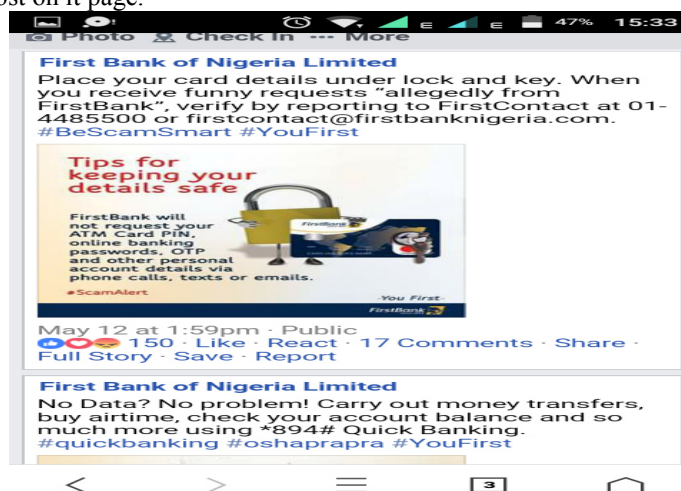 ost on it page.
47% 15:33
Photo Check In ... More
First Bank of Nigeria Limited
Place your card details under lock and key. When
you receive funny requests “allegedly from
FirstBank”, verify by reporting to FirstContact at 01-
4485500 or firstcontact@firstbanknigeria.com.
#BeScamSmart #YouFirst
Tips for
keeping your
details safe
FirstBank will
not request your
ATM Card PIN,
online banking
passwords, OTP
and other personal
account details via
phone calls, texts or emails.
#ScamAlert
FirstBank
-You First-
FirstBank
May 12 at 1:59pm · Public
150 · Like · React · 17 Comments · Share ·
Full Story · Save · Report
First Bank of Nigeria Limited
No Data? No problem! Carry out money transfers,
buy airtime, check your account balance and so
much more using *894# Quick Banking.
#quickbanking #oshaprapra #YouFirst
3